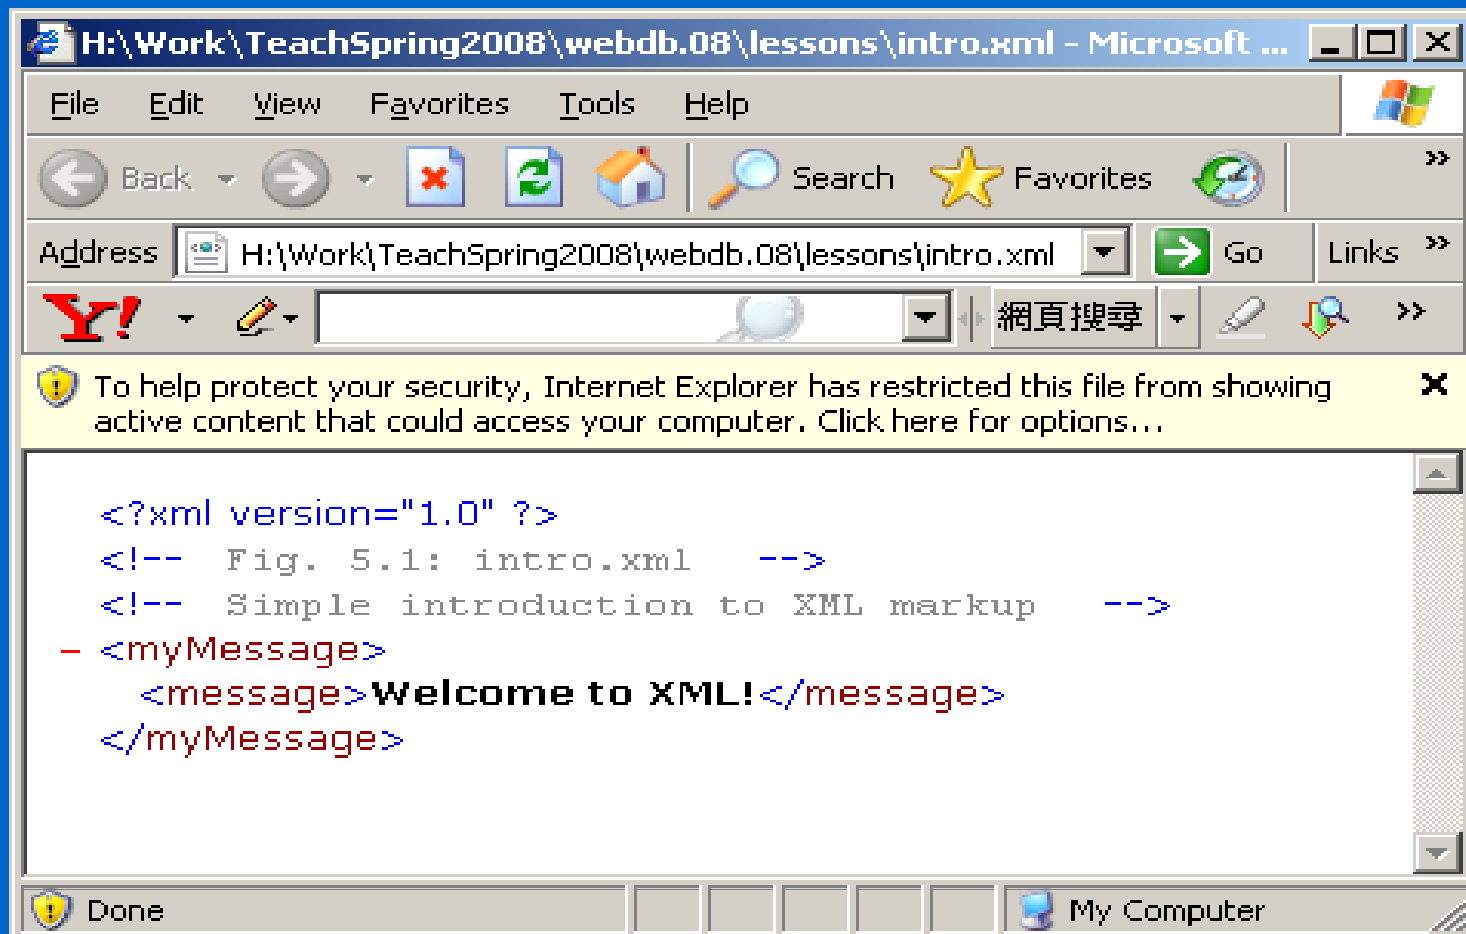 H:\Work\TeachSpring2008\webdb.08\lessons\intro.xml - Microsoft ...
File Edit View Favorites Tools Help
Back Search Favorites »
Address H:\Work\TeachSpring2008\webdb.08\lessons\intro.xml Go Links »
Y! 網頁搜尋 »
To help protect your security, Internet Explorer has restricted this file from showing
active content that could access your computer. Click here for options...
<?xml version="1.0" ?>
<!-- Fig. 5.1: intro.xml -->
<!-- Simple introduction to XML markup -->
- <myMessage>
<message>Welcome to XML!</message>
</myMessage>
Done My Computer